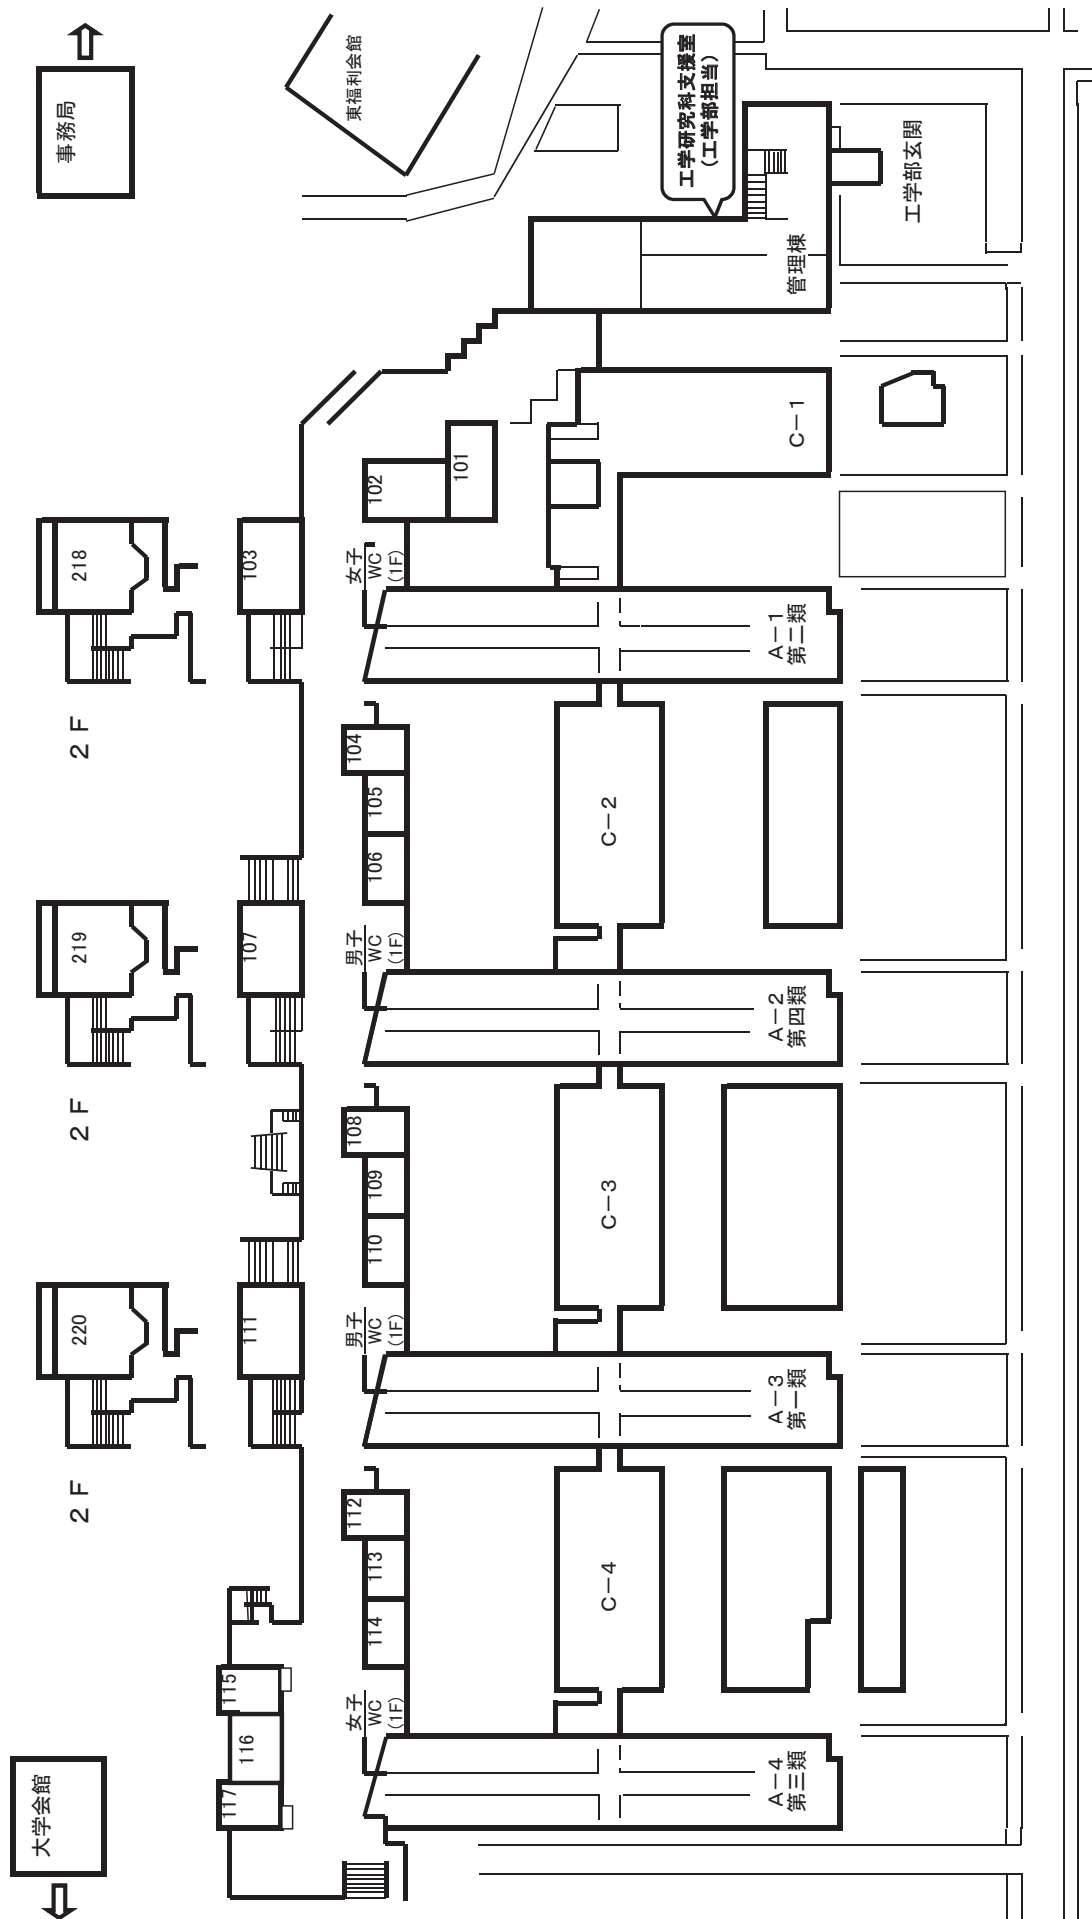 事務局
東福利会館
工学研究科支援室
（工学部担当）
工学部玄関
管理棟
C－1
101
102
103
218
女子
WC
(1F)
A－1
第二類
2F
104
105
106
C－2
107
219
男子
WC
(1F)
A－2
第四類
2F
108
109
110
C－3
111
220
男子
WC
(1F)
A－3
第一類
2F
112
113
114
C－4
115
116
117
女子
WC
(1F)
A－4
第三類
大学会館